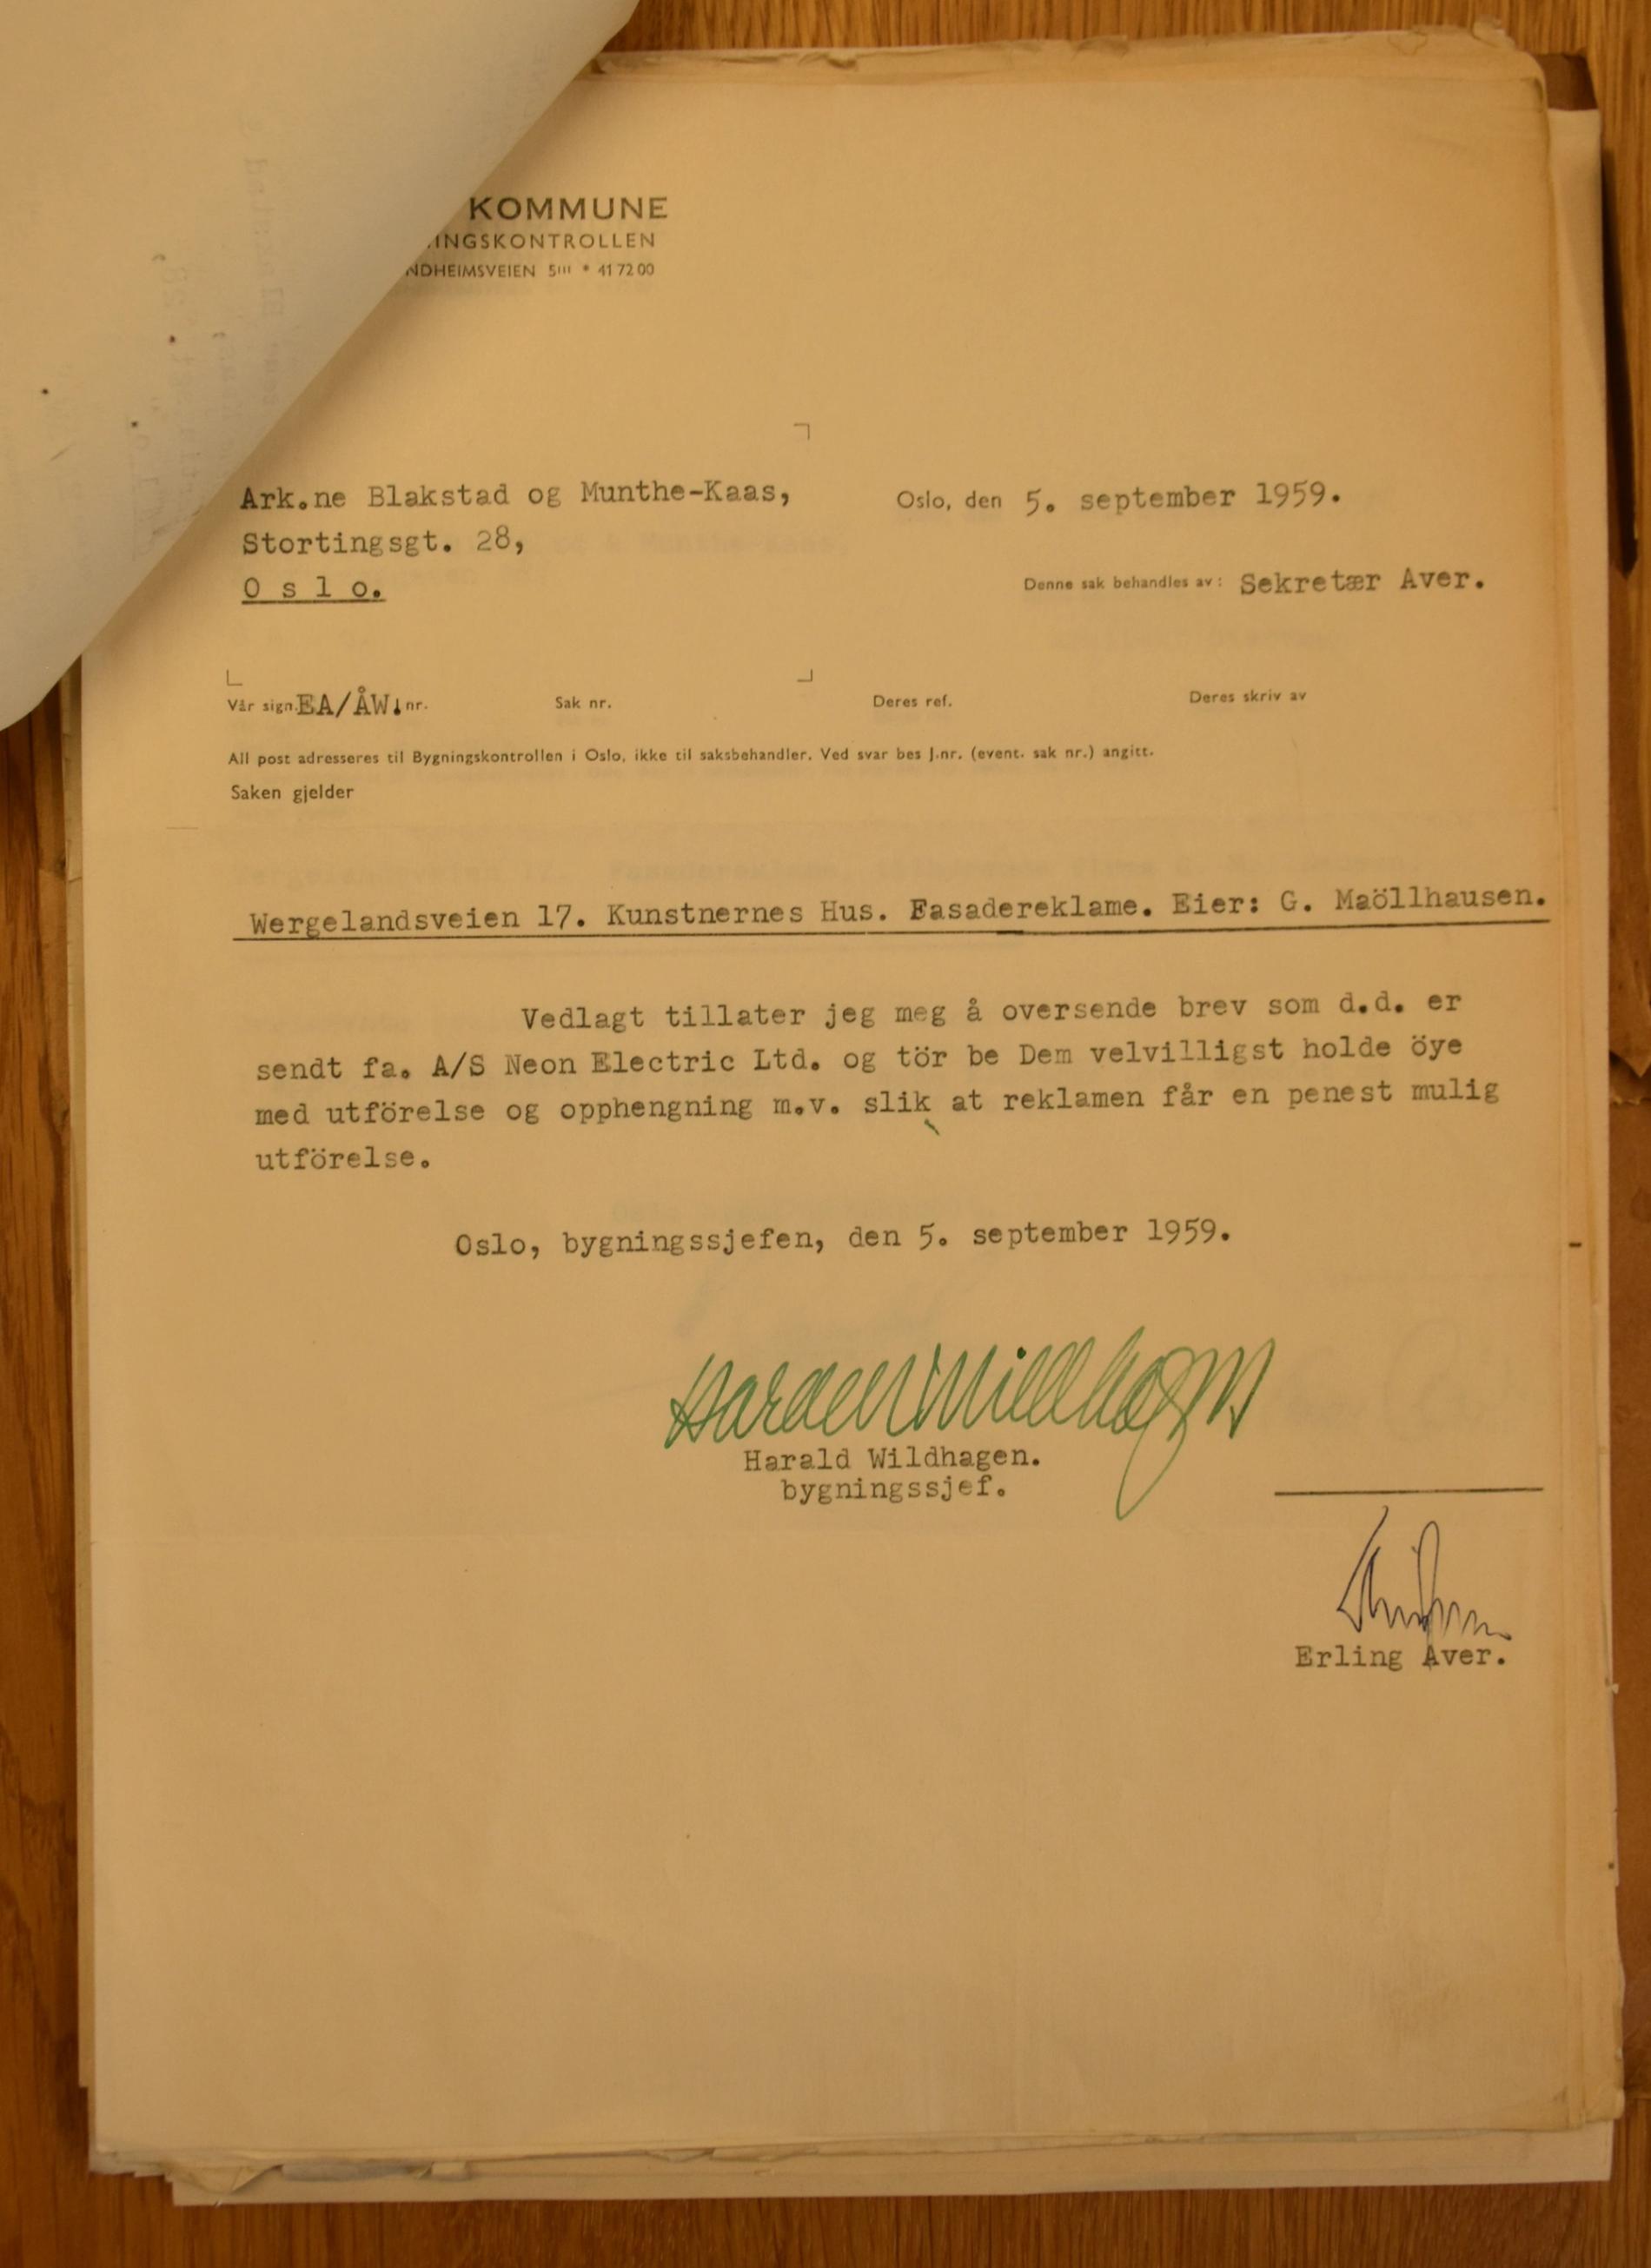 KOMMUNE
INGSKONTROLLEN
NDHEIMSVEIEN 5III * 41 72 00
Ark.ne Blakstad og Munthe-Kaas,
Stortingsgt. 28,
O s l o.
Oslo, den 5. september 1959.
Denne sak behandles av: Sekretær Aver.
Vår sign. EA/ÅW J.nr. Sak nr. Deres ref. Deres skriv av
All post adresseres til Bygningskontrollen i Oslo, ikke til saksbehandler. Ved svar bes J.nr. (event. sak nr.) angitt.
Saken gjelder
Wergelandsveien 17. Kunstnernes Hus. Fasadereklame. Eier: G. Maöllhausen.
Vedlagt tillater jeg meg å oversende brev som d.d. er
sendt fa. A/S Neon Electric Ltd. og tör be Dem velvilligst holde öye
med utförelse og opphengning m.v. slik at reklamen får en penest mulig
utförelse.
Oslo, bygningssjefen, den 5. september 1959.
Harald Wildhagen
Harald Wildhagen.
bygningssjef.
Erling Aver.